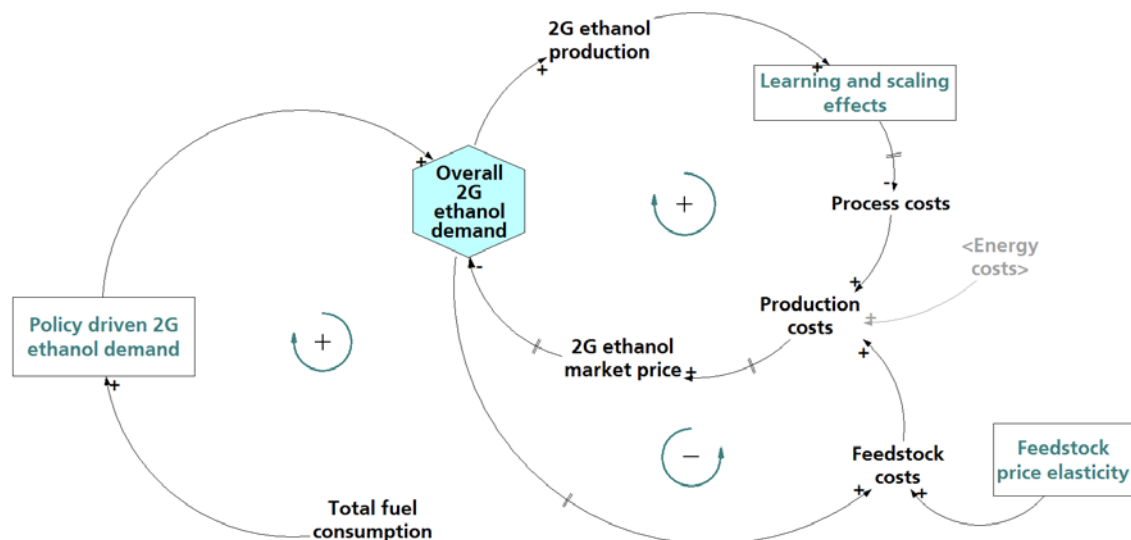 2G ethanol
production
+
+
Learning and scaling
effects
+
Overall
2G
ethanol
demand
+
-
Process costs
<Energy
costs>
+
Production
costs
+
Policy driven 2G
ethanol demand
+
2G ethanol
market price
+
-
+
+
Feedstock
costs
Feedstock
price elasticity
+
+
−
Total fuel
consumption